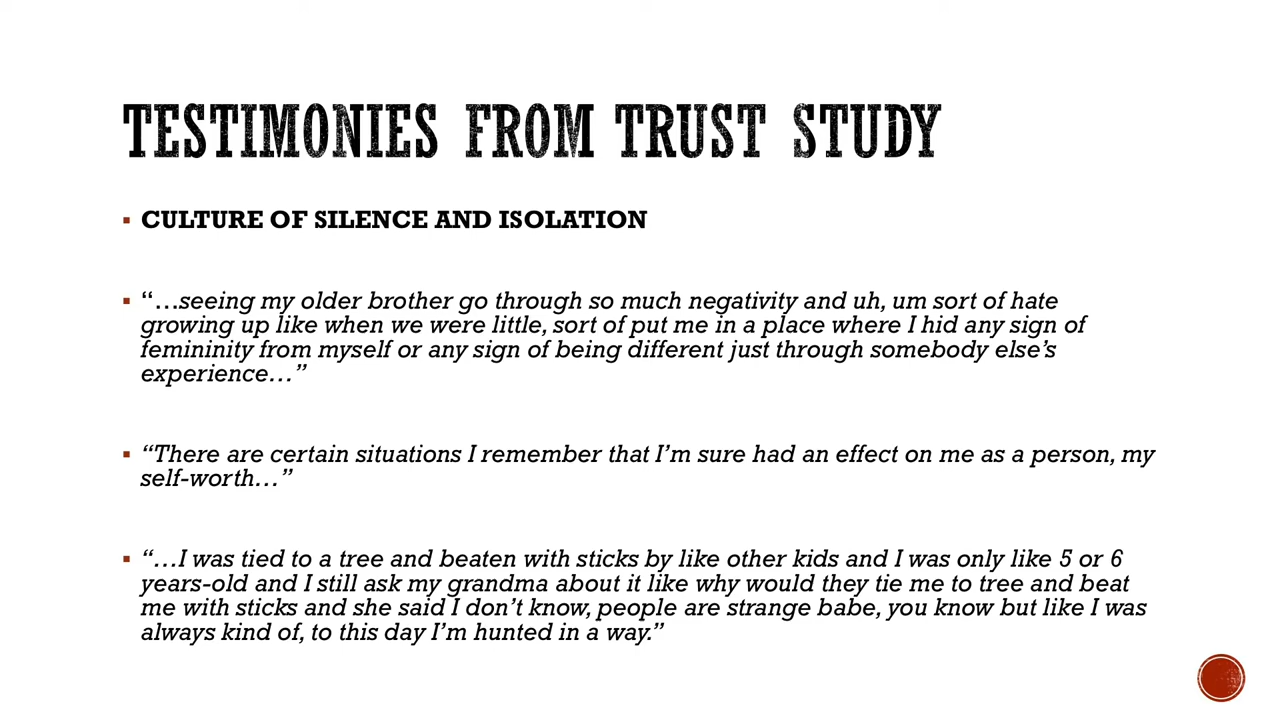 TESTIMONIES FROM TRUST STUDY
▪ CULTURE OF SILENCE AND ISOLATION
▪ “…seeing my older brother go through so much negativity and uh, um sort of hate
growing up like when we were little, sort of put me in a place where I hid any sign of
femininity from myself or any sign of being different just through somebody else’s
experience…”
▪ “There are certain situations I remember that I’m sure had an effect on me as a person, my
self-worth…”
▪ “…I was tied to a tree and beaten with sticks by like other kids and I was only like 5 or 6
years-old and I still ask my grandma about it like why would they tie me to tree and beat
me with sticks and she said I don’t know, people are strange babe, you know but like I was
always kind of, to this day I’m hunted in a way.”